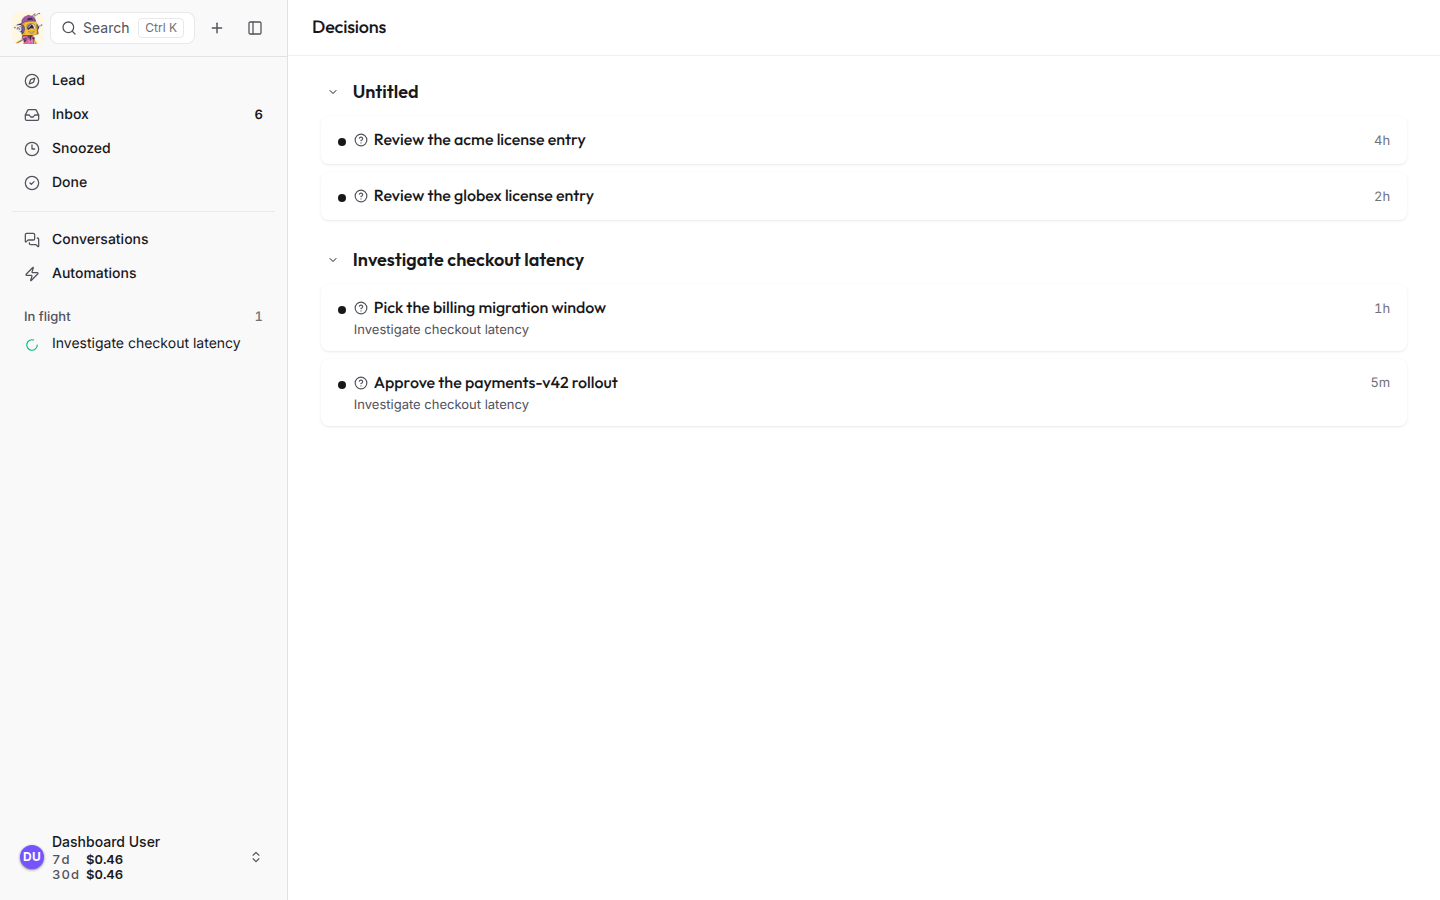 Search Ctrl K
Lead
Inbox 6
Snoozed
Done
Conversations
Automations
In flight 1
Investigate checkout latency
DU
Dashboard User
7d $0.46
30d $0.46
Decisions
Untitled
Review the acme license entry 4h
Review the globex license entry 2h
Investigate checkout latency
Pick the billing migration window 1h
Investigate checkout latency
Approve the payments-v42 rollout 5m
Investigate checkout latency